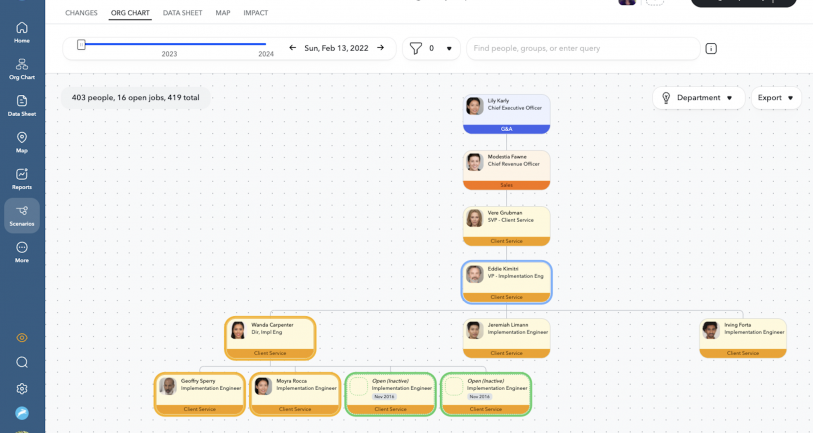 CHANGES ORG CHART DATA SHEET MAP IMPACT
Home
Org Chart
Data Sheet
Map
Reports
Scenarios
More
2023 2024
Sun, Feb 13, 2022
0
Find people, groups, or enter query
403 people, 16 open jobs, 419 total
Department
Export
Lily Karly
Chief Executive Officer
G&A
Modestia Fawne
Chief Revenue Officer
Sales
Vere Grubman
SVP - Client Service
Client Service
Eddie Kimitri
VP - Implmentation Eng
Client Service
Wanda Carpenter
Dir, Impl Eng
Client Service
Jeremiah Limann
Implementation Engineer
Client Service
Irving Forta
Implementation Engineer
Client Service
Geoffry Sperry
Implementation Engineer
Client Service
Moyra Rocca
Implementation Engineer
Client Service
Open (Inactive)
Implementation Engineer
Nov 2016
Client Service
Open (Inactive)
Implementation Engineer
Nov 2016
Client Service